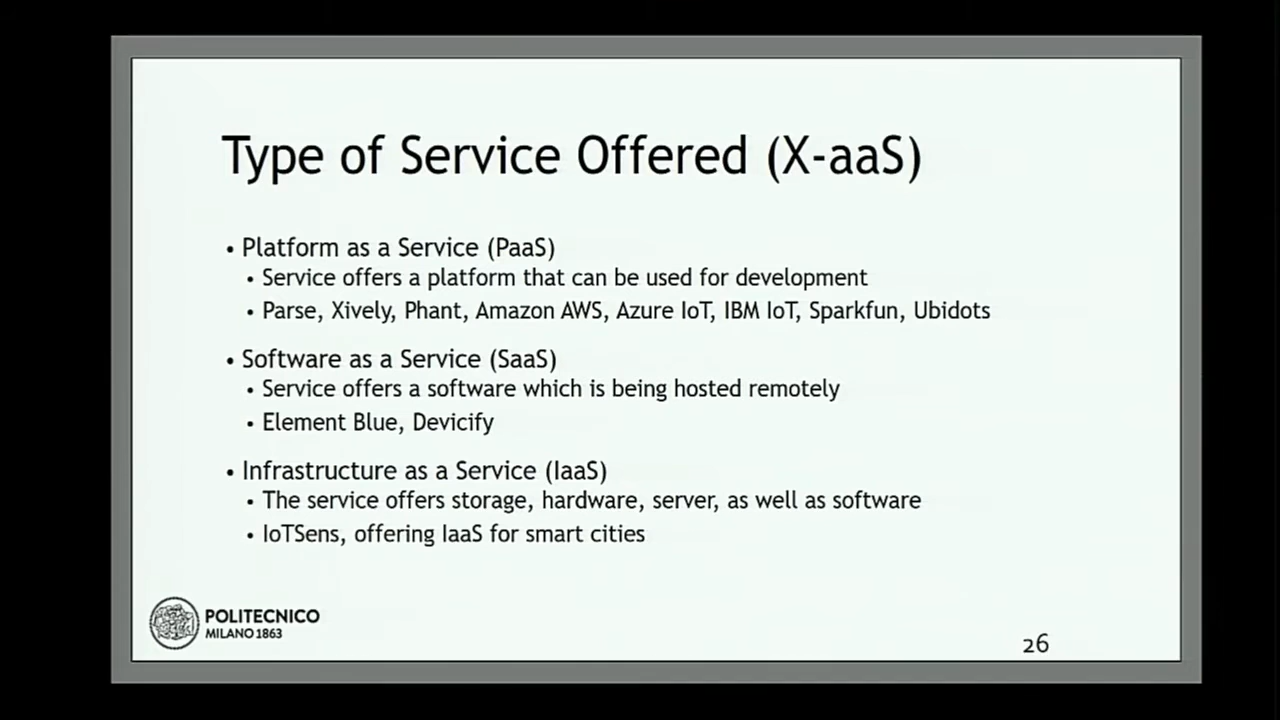 Type of Service Offered (X-aaS)
• Platform as a Service (PaaS)
• Service offers a platform that can be used for development
• Parse, Xively, Phant, Amazon AWS, Azure IoT, IBM IoT, Sparkfun, Ubidots
• Software as a Service (SaaS)
• Service offers a software which is being hosted remotely
• Element Blue, Devicify
• Infrastructure as a Service (IaaS)
• The service offers storage, hardware, server, as well as software
• IoTSens, offering IaaS for smart cities
POLITECNICO
MILANO 1863
26